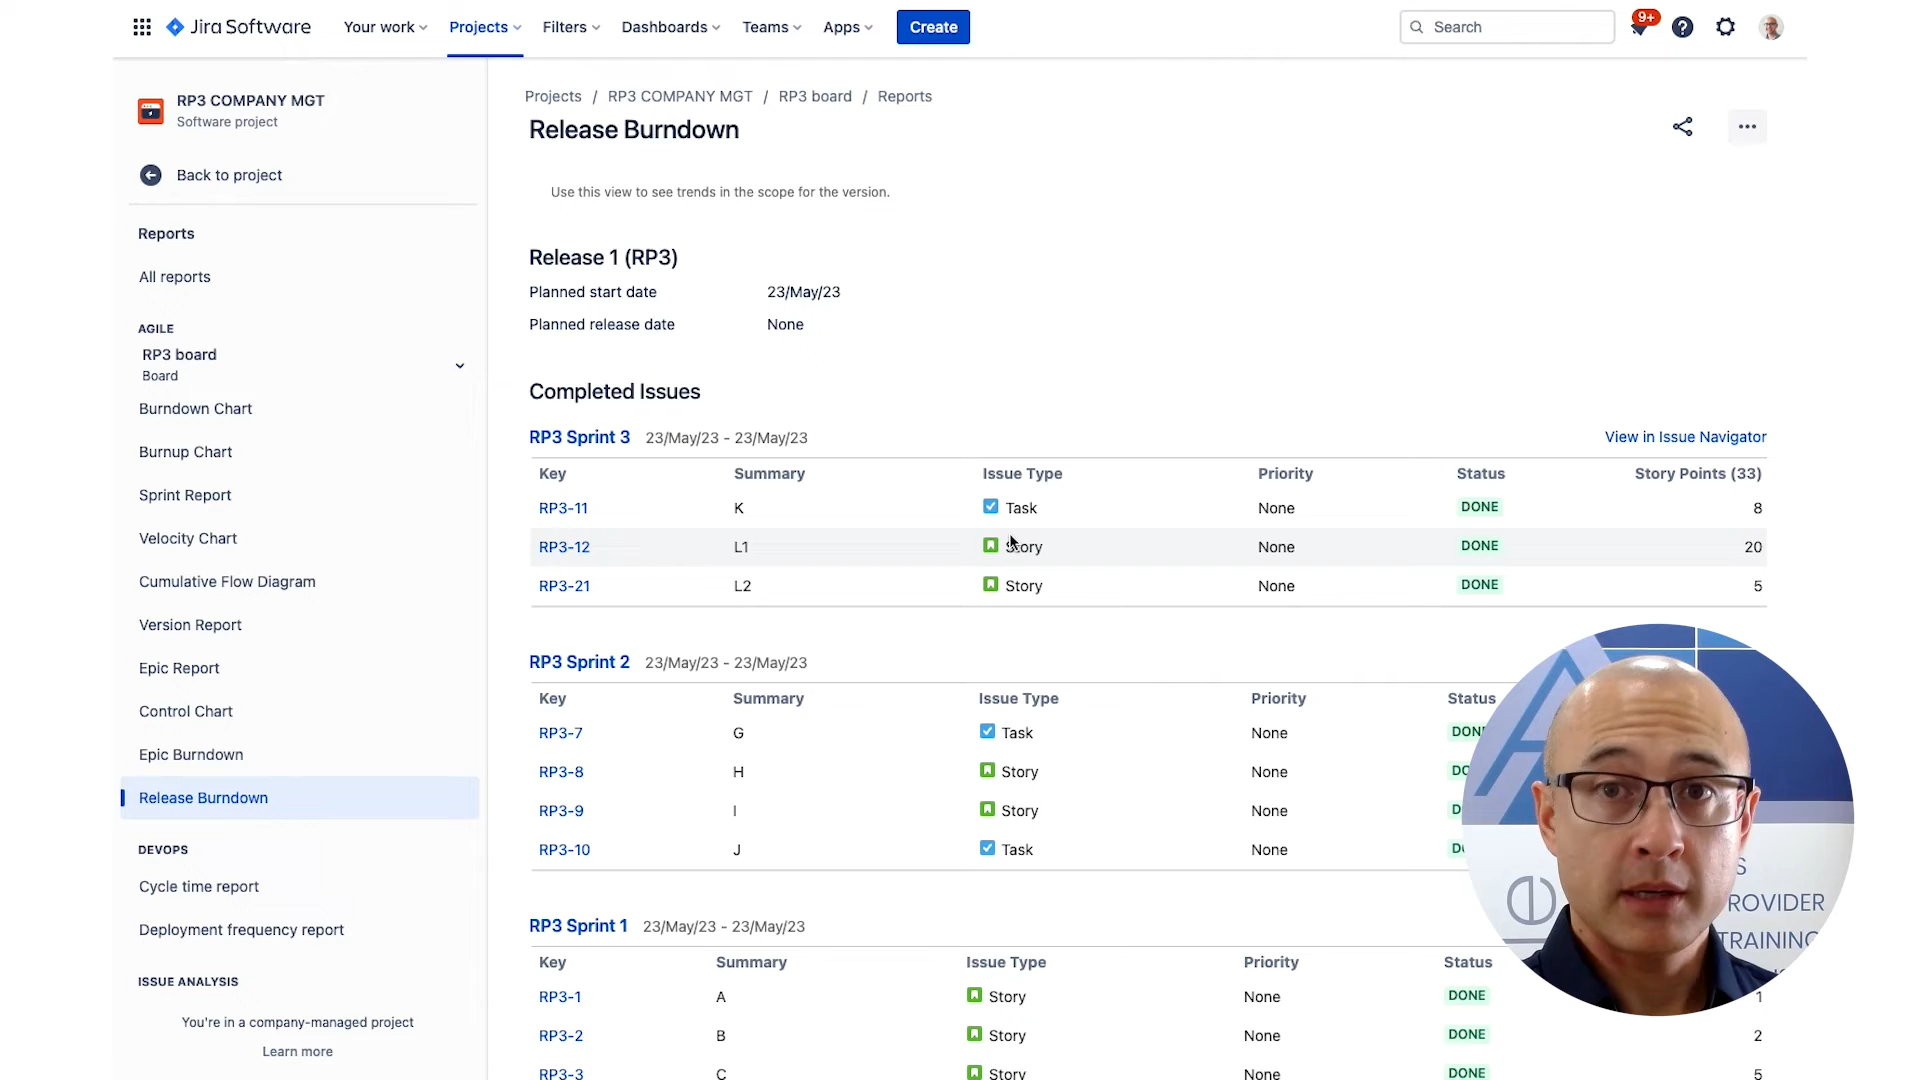 Jira Software Your work Projects Filters Dashboards Teams Apps Create Search 9+
RP3 COMPANY MGT
Software project
Back to project
Reports
All reports
AGILE
RP3 board
Board
Burndown Chart
Burnup Chart
Sprint Report
Velocity Chart
Cumulative Flow Diagram
Version Report
Epic Report
Control Chart
Epic Burndown
Release Burndown
DEVOPS
Cycle time report
Deployment frequency report
ISSUE ANALYSIS
You're in a company-managed project
Learn more
Projects / RP3 COMPANY MGT / RP3 board / Reports
Release Burndown
Use this view to see trends in the scope for the version.
Release 1 (RP3)
Planned start date 23/May/23
Planned release date None
Completed Issues
RP3 Sprint 3 23/May/23 - 23/May/23 View in Issue Navigator
Key Summary Issue Type Priority Status Story Points (33)
RP3-11 K Task None DONE 8
RP3-12 L1 Story None DONE 20
RP3-21 L2 Story None DONE 5
RP3 Sprint 2 23/May/23 - 23/May/23
Key Summary Issue Type Priority Status
RP3-7 G Task None
RP3-8 H Story None
RP3-9 I Story None
RP3-10 J Task None
RP3 Sprint 1 23/May/23 - 23/May/23
Key Summary Issue Type Priority Status
RP3-1 A Story None DONE 1
RP3-2 B Story None DONE 2
RP3-3 C Story None DONE 5